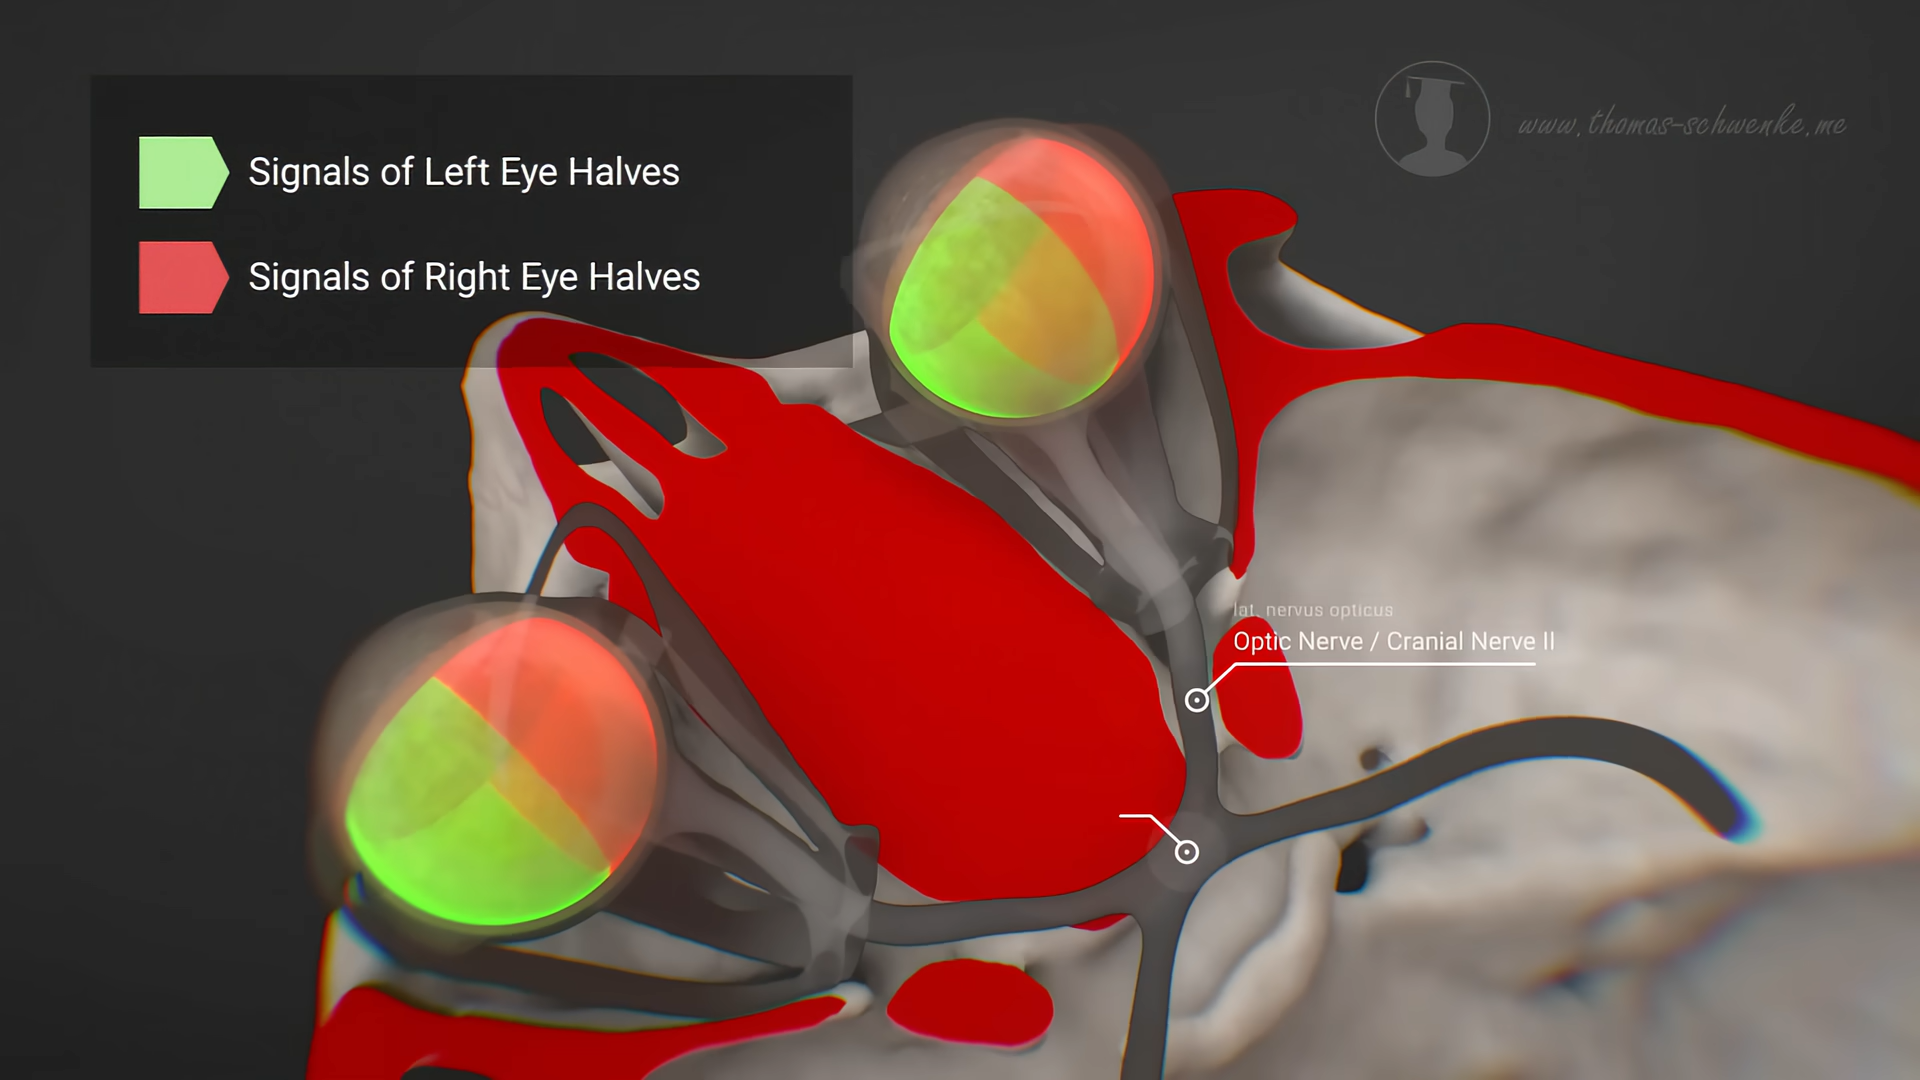 Signals of Left Eye Halves
Signals of Right Eye Halves
www.thomas-schwenke.me
lat. nervus opticus
Optic Nerve / Cranial Nerve II